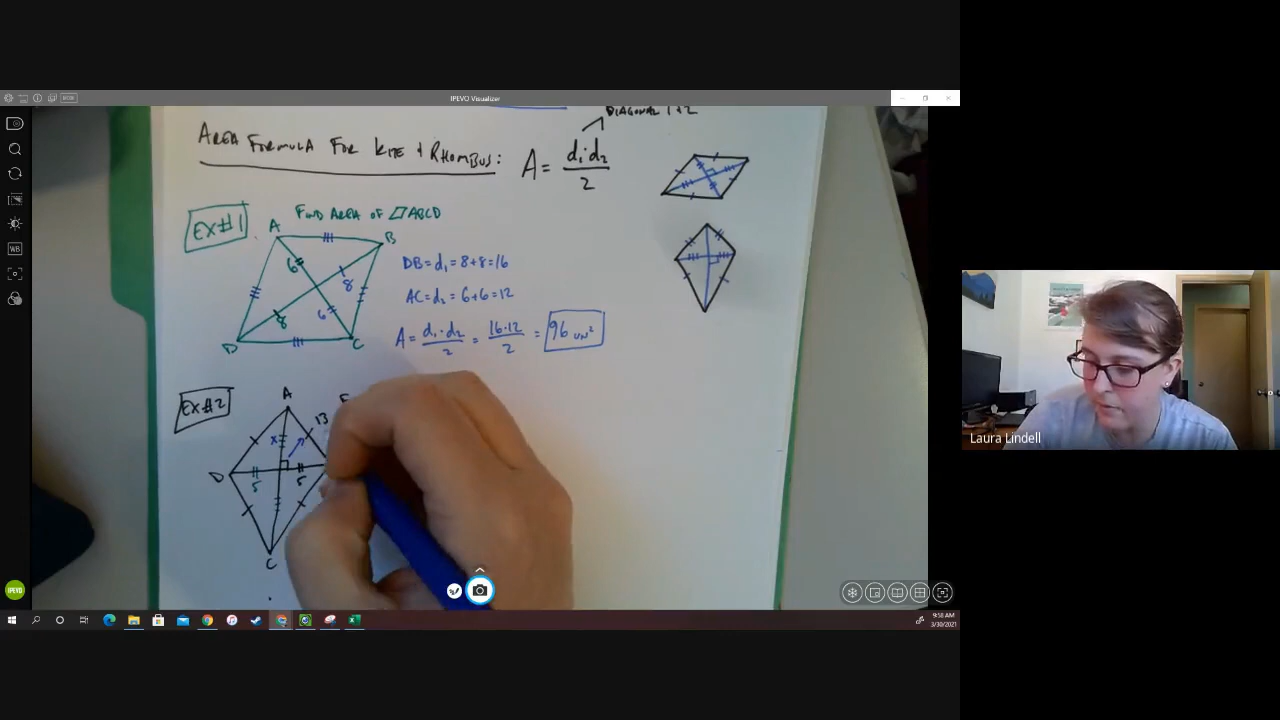 IPEVO Visualizer
DIAGONAL 1 + 2
AREA FORMULA FOR KITE + RHOMBUS: A = d₁·d₂/2
EX#1
FIND AREA OF ▱ABCD
A
B
6
8
8
6
D
C
DB = d₁ = 8+8 = 16
AC = d₂ = 6+6 = 12
A = d₁·d₂/2 = 16·12/2 = 96 UN²
EX#2
A
13
x
D
5
5
C
Laura Lindell
IPEVO
9:58 AM
3/30/2021